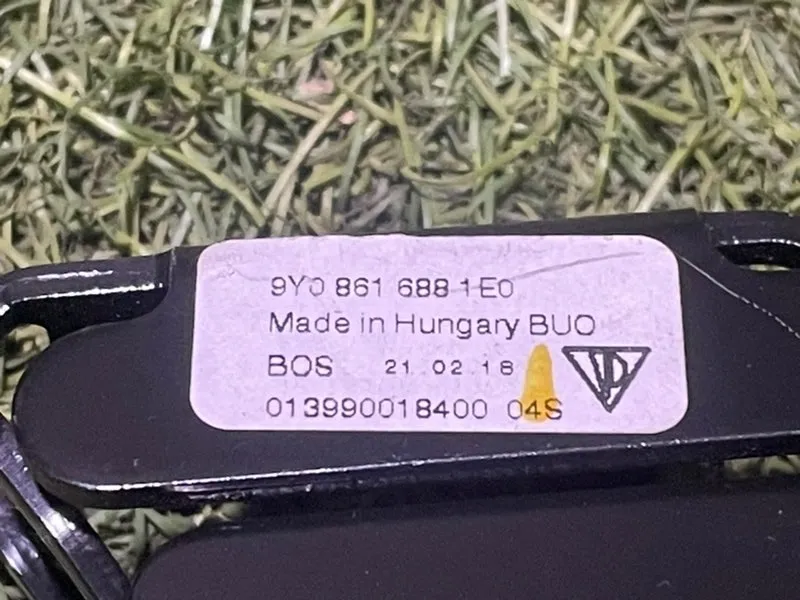 9Y0 861 688 1E0
Made in Hungary BUO
BOS 21.02.18
013990018400 04S